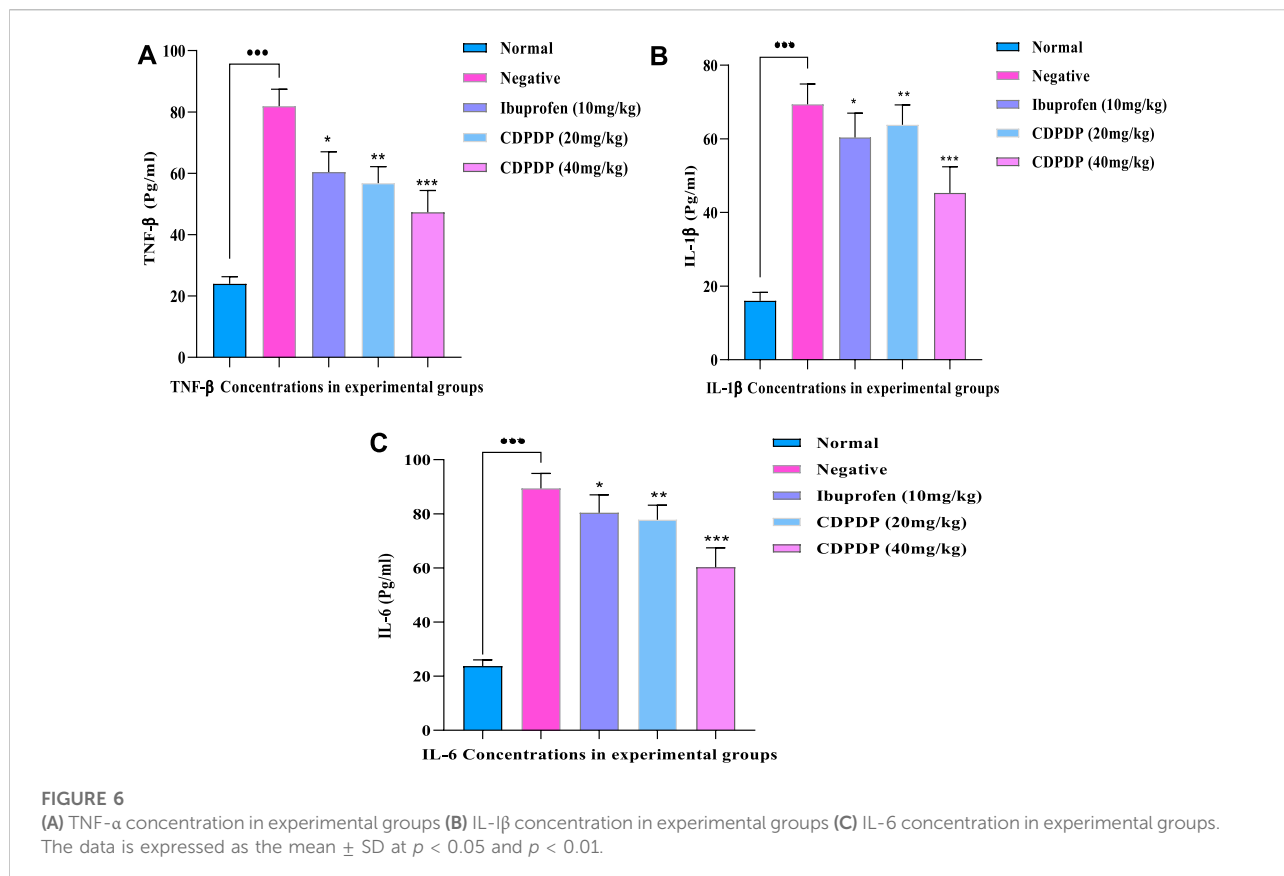 A
TNF-β (Pg/ml)
100
80
60
40
20
0
•••
*
**
***
TNF-β Concentrations in experimental groups
Normal
Negative
Ibuprofen (10mg/kg)
CDPDP (20mg/kg)
CDPDP (40mg/kg)
B
IL-1β (Pg/ml)
80
60
40
20
0
•••
*
**
***
IL-1β Concentrations in experimental groups
Normal
Negative
Ibuprofen (10mg/kg)
CDPDP (20mg/kg)
CDPDP (40mg/kg)
C
IL-6 (Pg/ml)
100
80
60
40
20
0
•••
*
**
***
IL-6 Concentrations in experimental groups
Normal
Negative
Ibuprofen (10mg/kg)
CDPDP (20mg/kg)
CDPDP (40mg/kg)
FIGURE 6
(A) TNF-α concentration in experimental groups (B) IL-Iβ concentration in experimental groups (C) IL-6 concentration in experimental groups.
The data is expressed as the mean ± SD at p < 0.05 and p < 0.01.